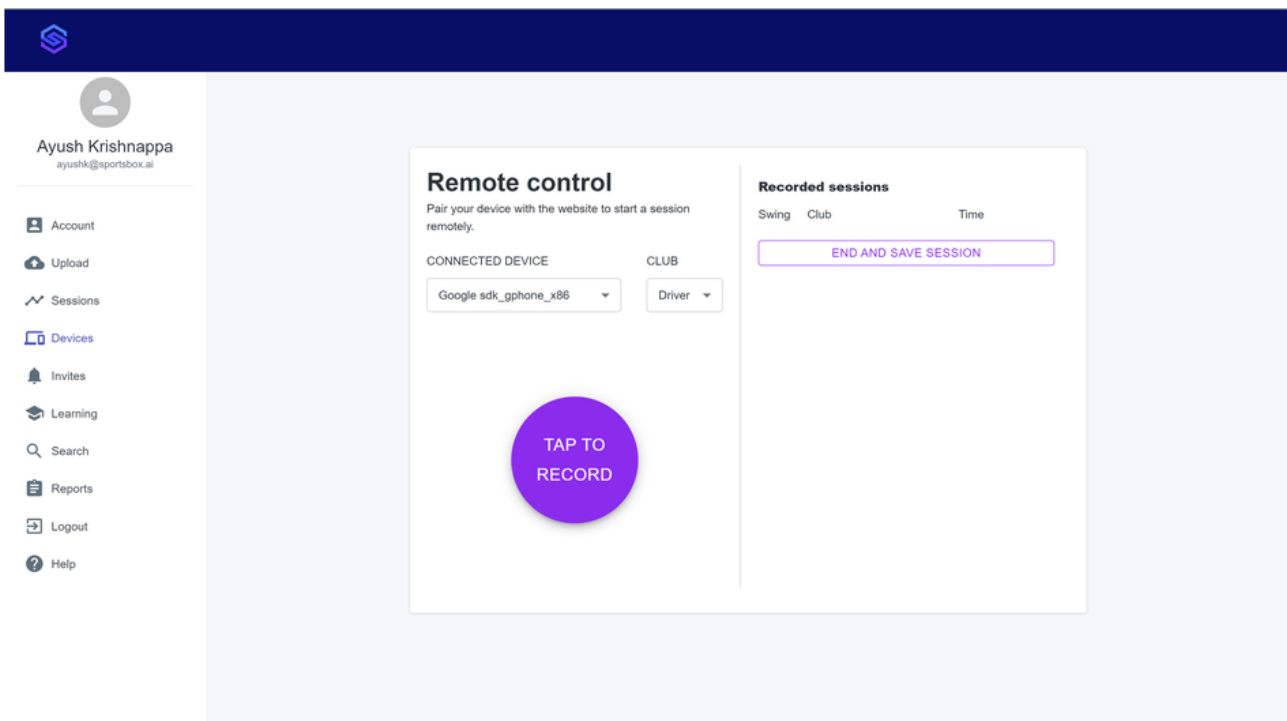 Ayush Krishnappa
ayushk@sportsbox.ai
Account
Upload
Sessions
Devices
Invites
Learning
Search
Reports
Logout
Help
Remote control
Pair your device with the website to start a session
remotely.
CONNECTED DEVICE CLUB
Google sdk_gphone_x86 Driver
TAP TO
RECORD
Recorded sessions
Swing Club Time
END AND SAVE SESSION